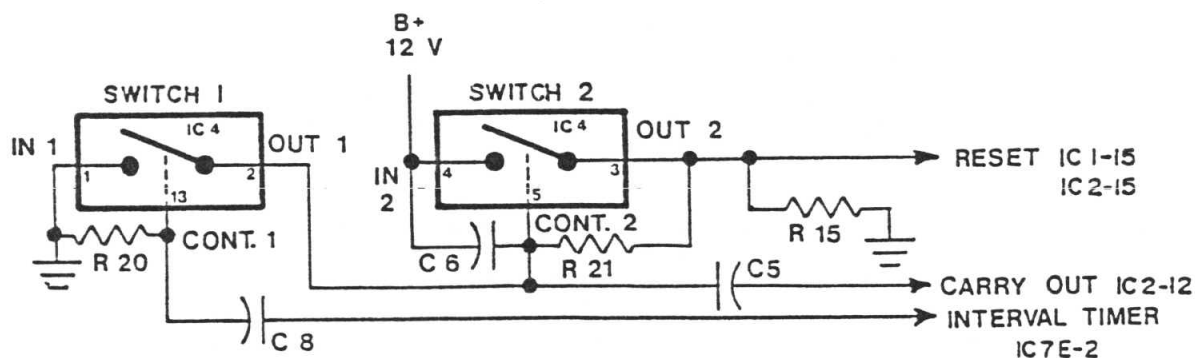 B+
12 V
SWITCH 1
SWITCH 2
IC 4
IC 4
IN 1
OUT 1
OUT 2
1
2
4
3
RESET IC 1-15
IC2-15
IN
2
13
5
CONT. 1
CONT. 2
R 20
C 6
R 21
R 15
C5
CARRY OUT IC2-12
INTERVAL TIMER
C 8
IC7E-2